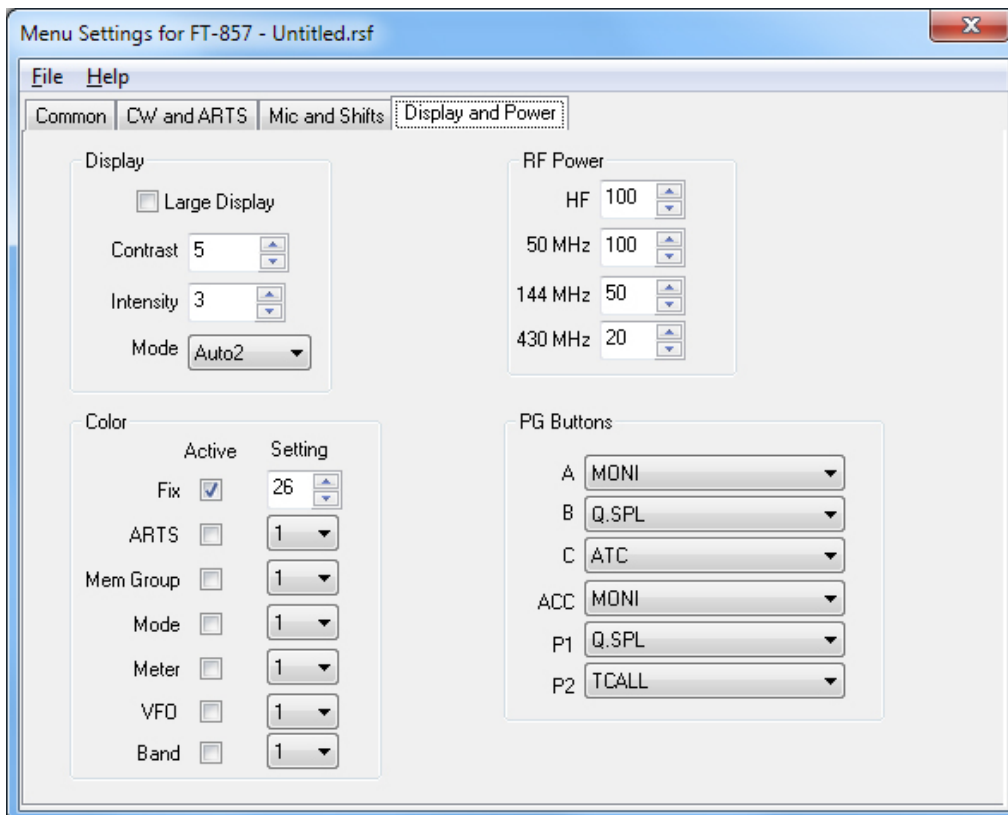 Menu Settings for FT-857 - Untitled.rsf
File Help
Common CW and ARTS Mic and Shifts Display and Power
Display
Large Display
Contrast 5
Intensity 3
Mode Auto2
RF Power
HF 100
50 MHz 100
144 MHz 50
430 MHz 20
Color
Active Setting
Fix 26
ARTS 1
Mem Group 1
Mode 1
Meter 1
VFO 1
Band 1
PG Buttons
A MONI
B Q.SPL
C ATC
ACC MONI
P1 Q.SPL
P2 TCALL